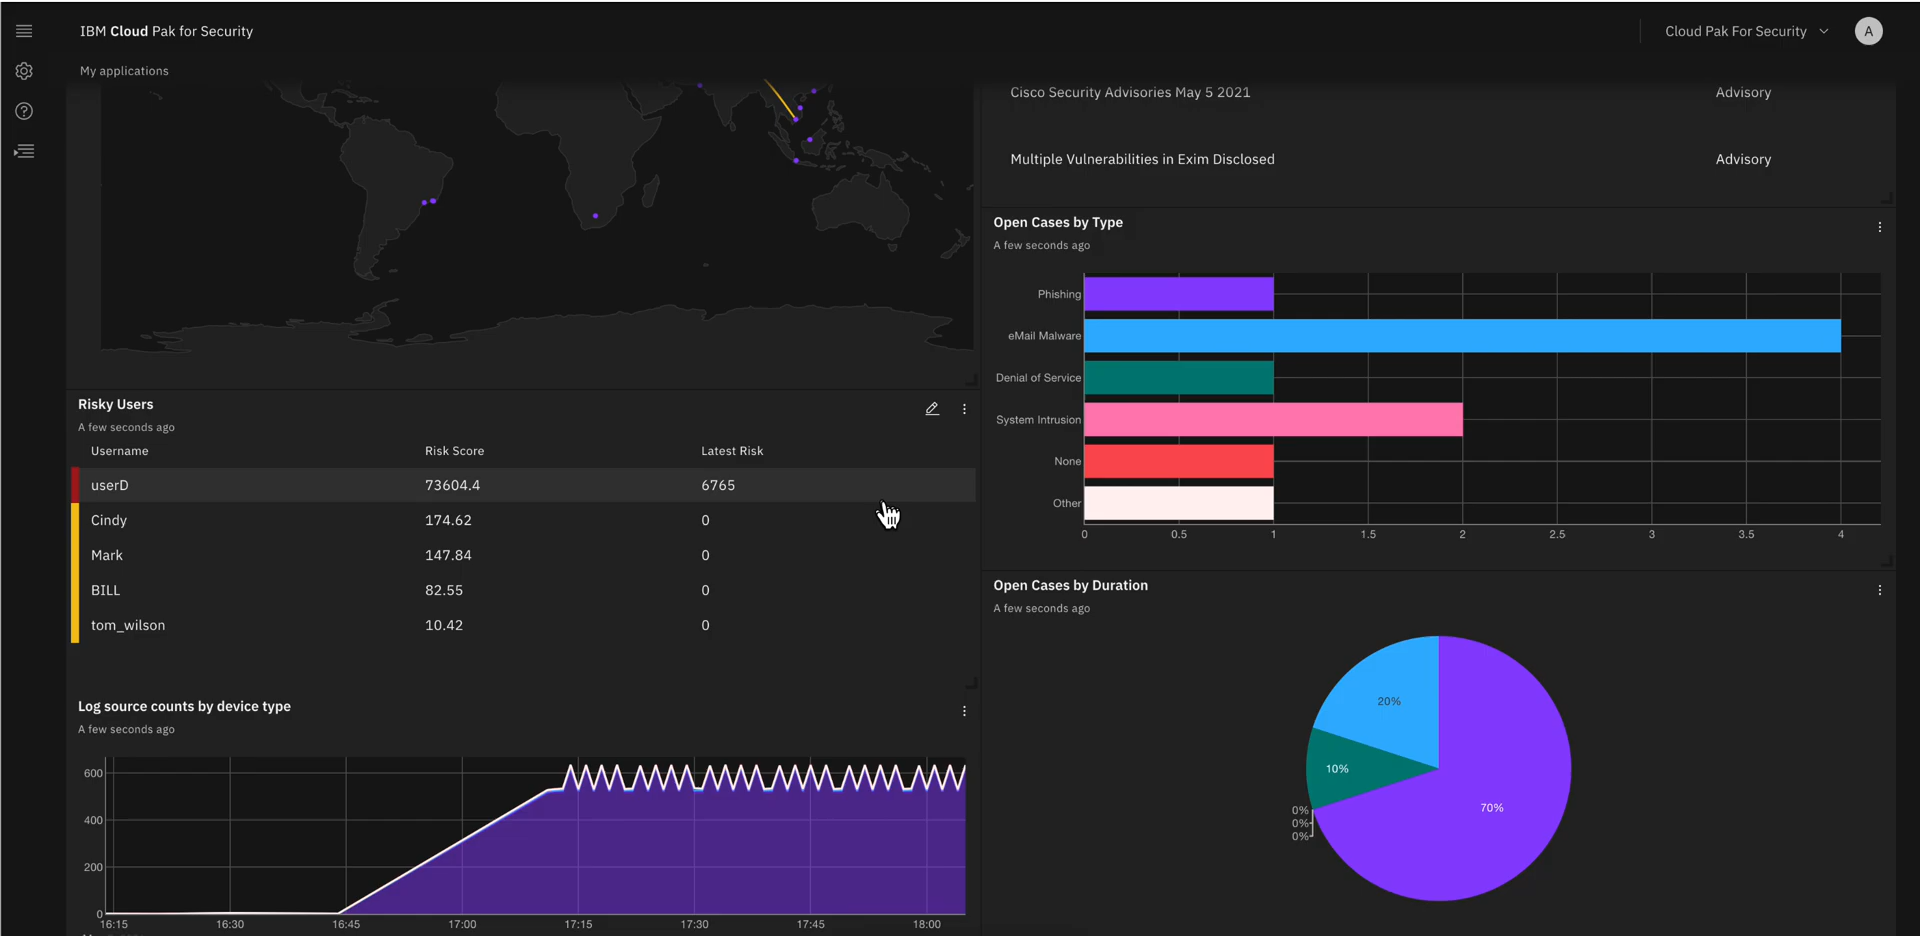 IBM Cloud Pak for Security
Cloud Pak For Security
A
My applications
Cisco Security Advisories May 5 2021 Advisory
Multiple Vulnerabilities in Exim Disclosed Advisory
Risky Users
A few seconds ago
Username Risk Score Latest Risk
userD 73604.4 6765
Cindy 174.62 0
Mark 147.84 0
BILL 82.55 0
tom_wilson 10.42 0
Log source counts by device type
A few seconds ago
600
400
200
0
16:15 16:30 16:45 17:00 17:15 17:30 17:45 18:00
Open Cases by Type
A few seconds ago
Phishing
eMail Malware
Denial of Service
System Intrusion
None
Other
0 0.5 1 1.5 2 2.5 3 3.5 4
Open Cases by Duration
A few seconds ago
20%
10%
70%
0%
0%
0%